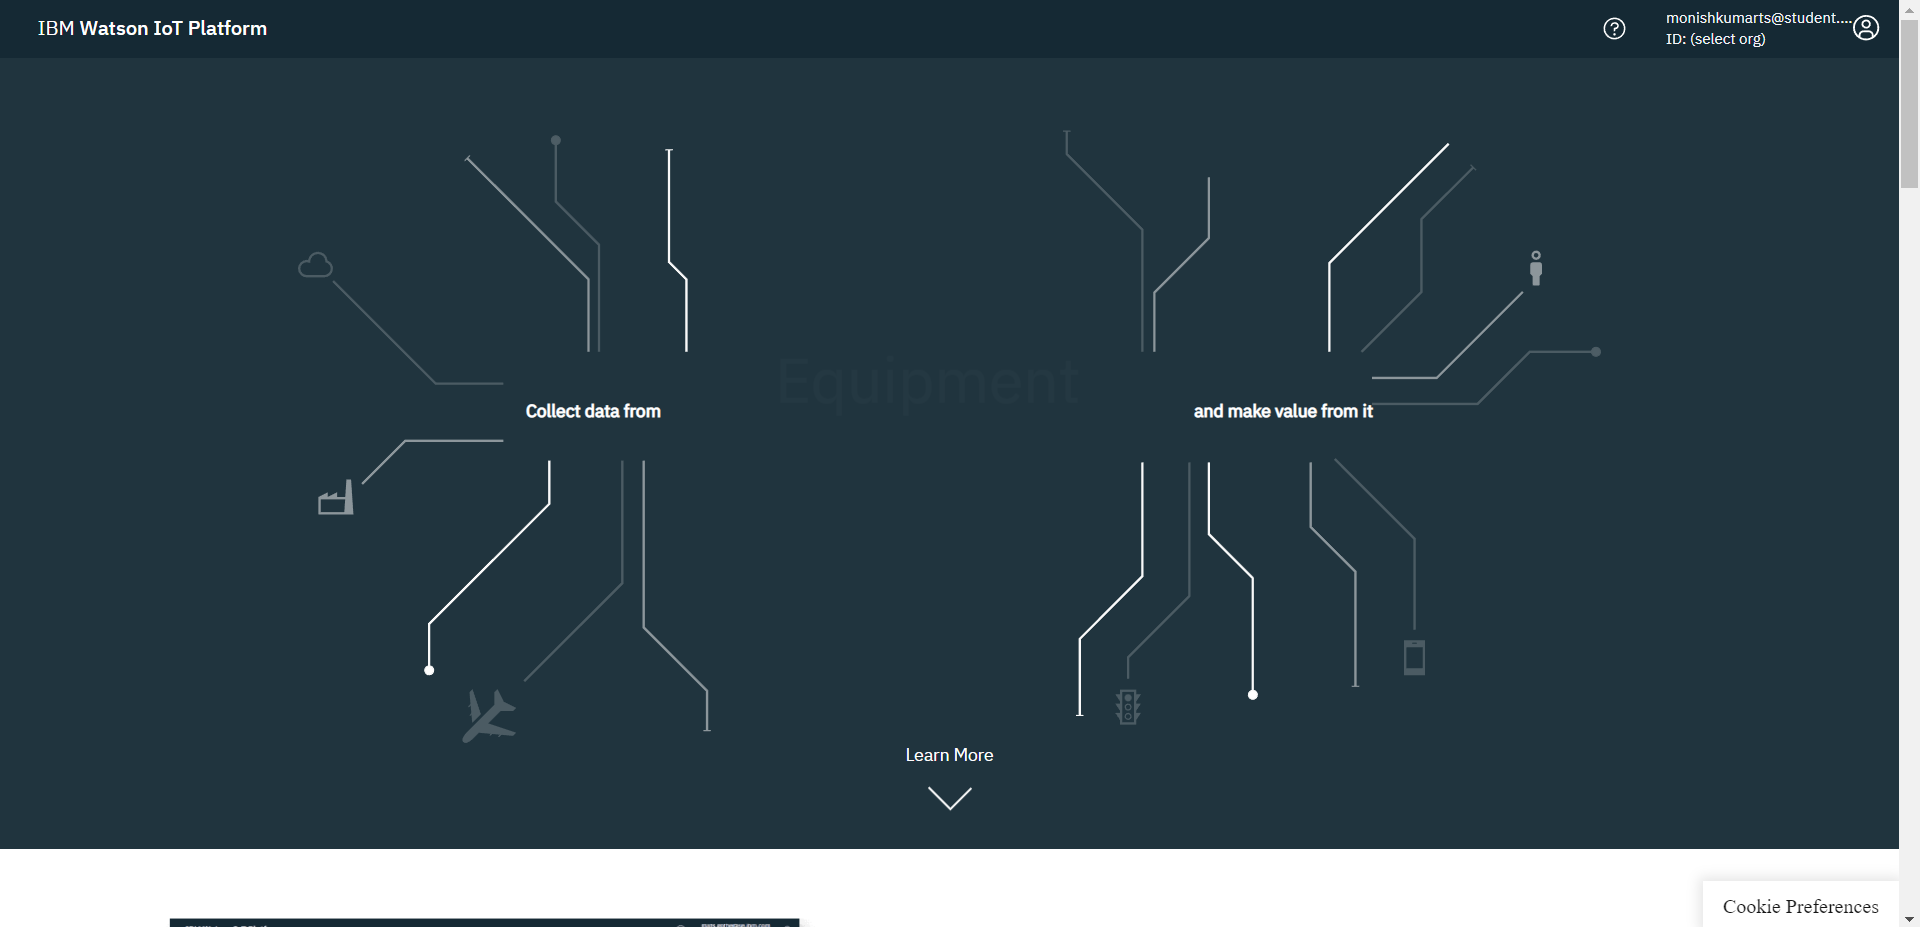 IBM Watson IoT Platform
monishkumarts@student....
ID: (select org)
Equipment
Collect data from
and make value from it
Learn More
Cookie Preferences